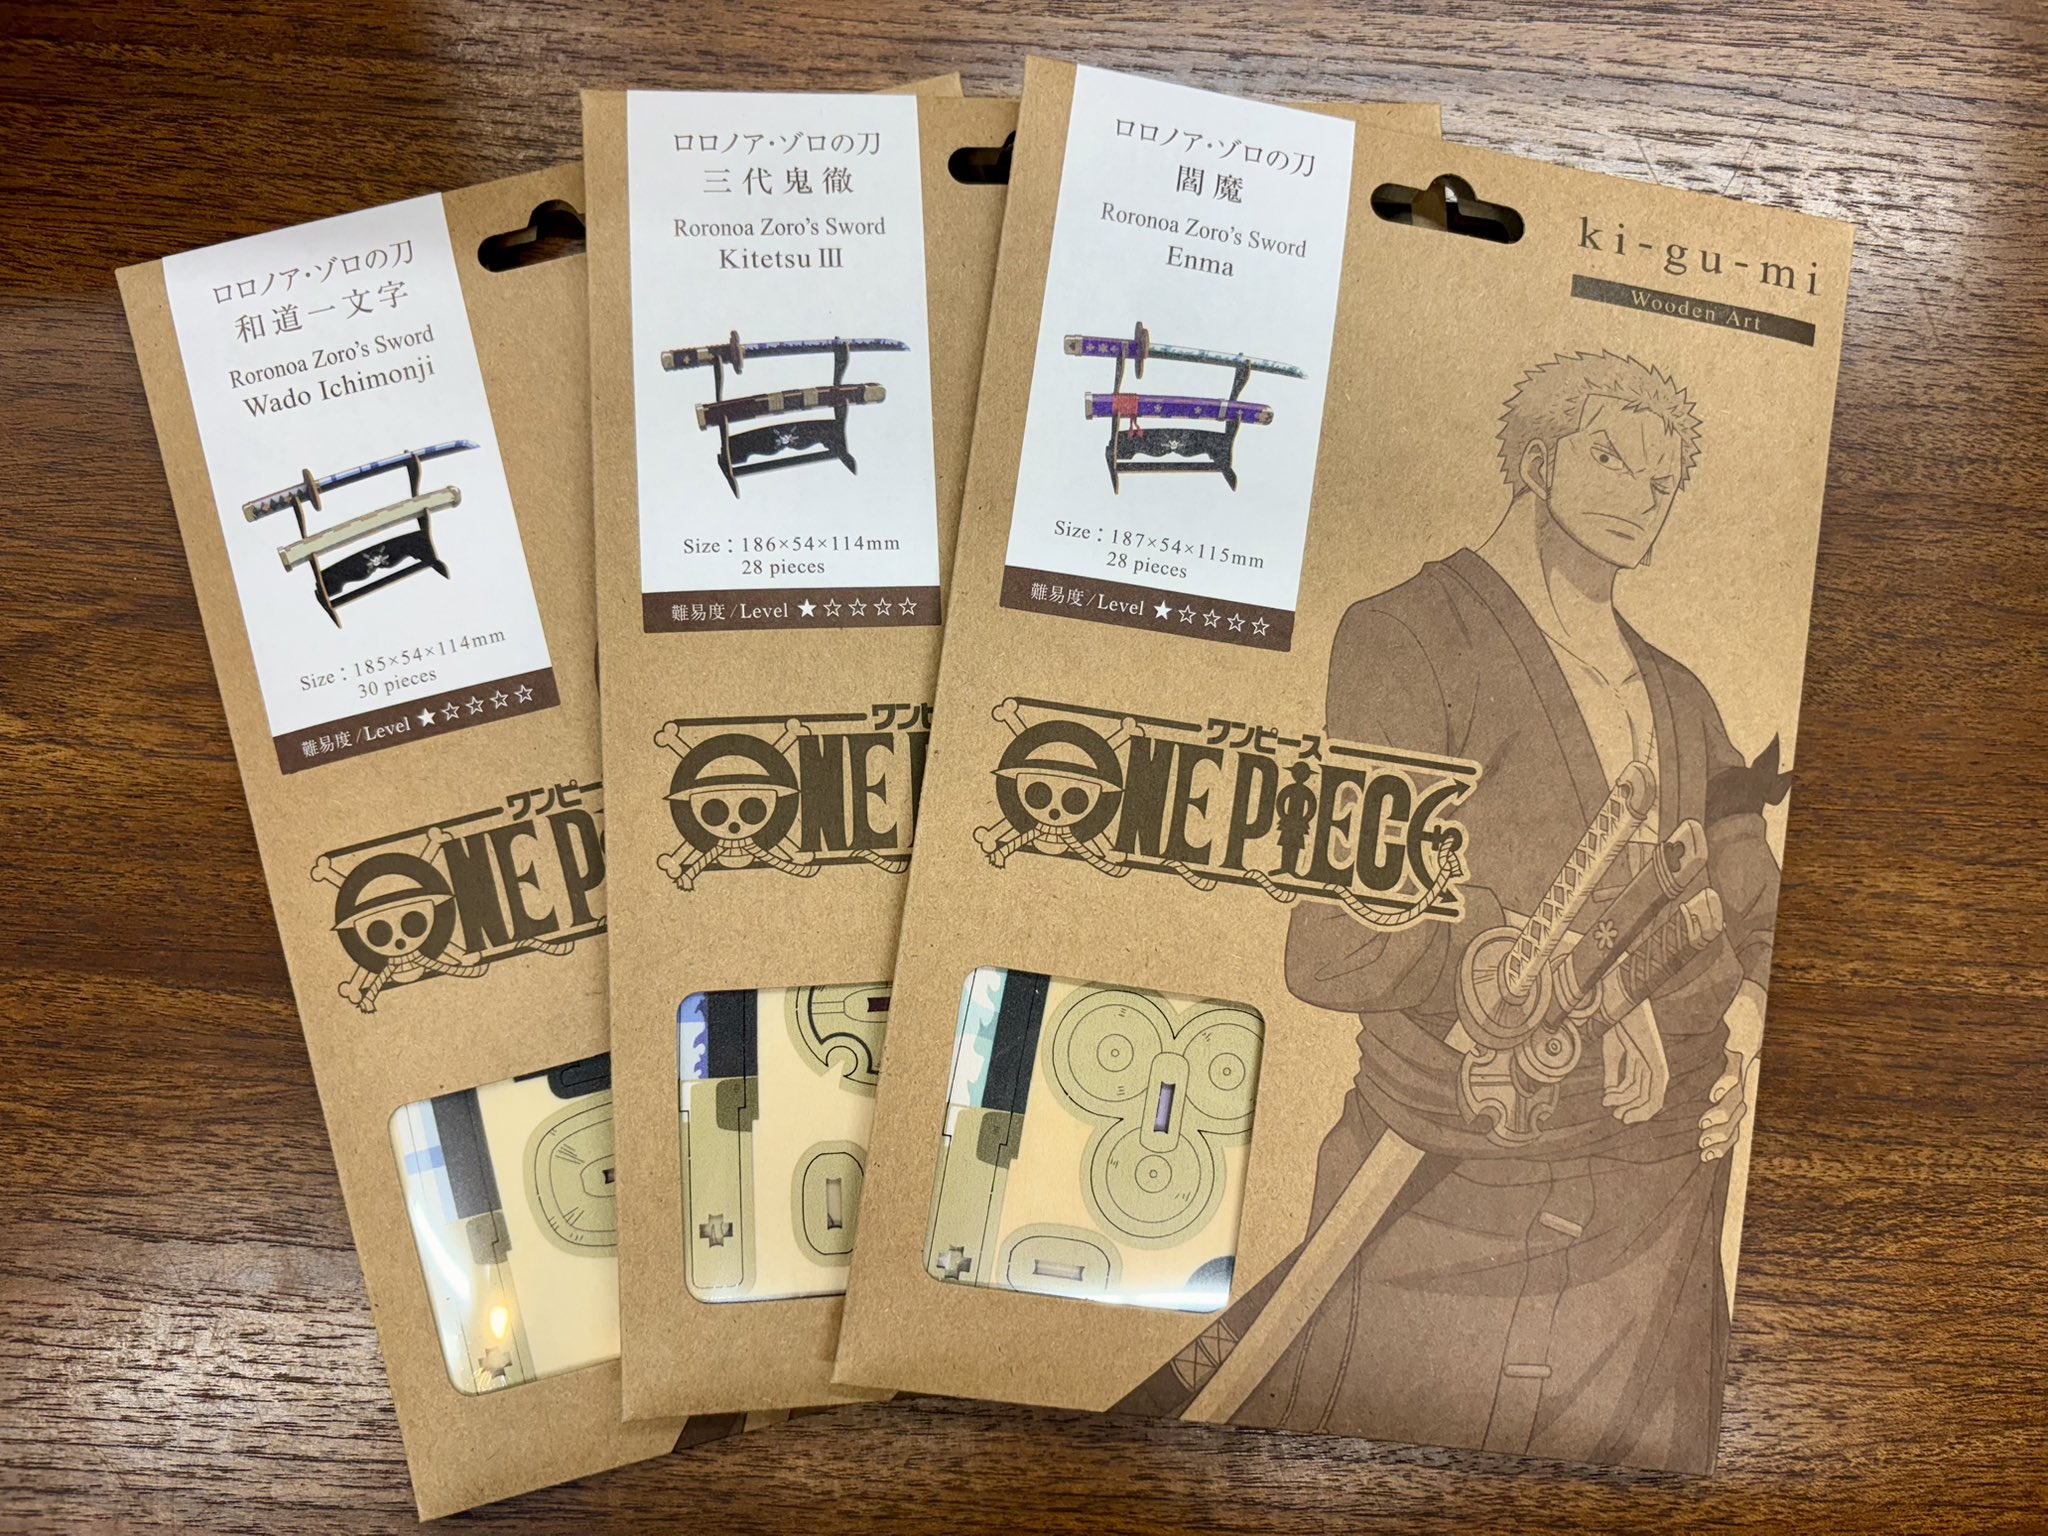 ロロノア・ゾロの刀
和道一文字
Roronoa Zoro's Sword
Wado Ichimonji
Size：185×54×114mm
30 pieces
難易度/Level ★☆☆☆☆
ワンピー
ONE P
ロロノア・ゾロの刀
三代鬼徹
Roronoa Zoro's Sword
Kitetsu III
Size：186×54×114mm
28 pieces
難易度/Level ★☆☆☆☆
ワンピ
ONE
ロロノア・ゾロの刀
閻魔
Roronoa Zoro's Sword
Enma
Size：187×54×115mm
28 pieces
難易度/Level ★☆☆☆☆
ki-gu-mi
Wooden Art
ワンピース
ONE PIECE